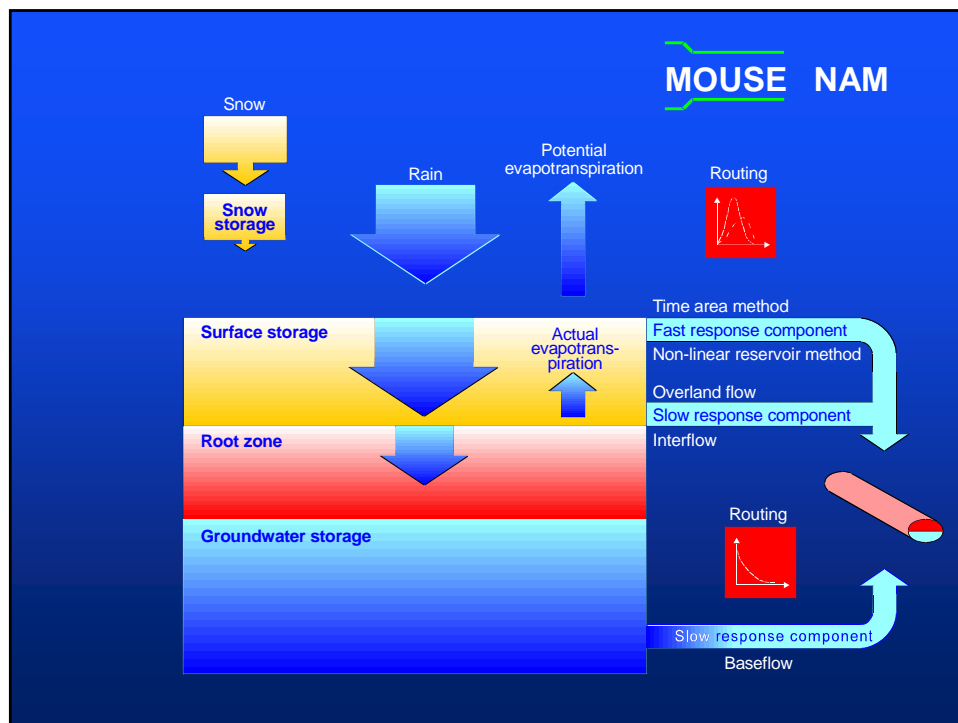 MOUSE NAM
Snow
Snow
storage
Rain
Potential
evapotranspiration
Routing
Surface storage
Actual
evapotrans-
piration
Time area method
Fast response component
Non-linear reservoir method
Overland flow
Slow response component
Interflow
Root zone
Groundwater storage
Routing
Slow response component
Baseflow